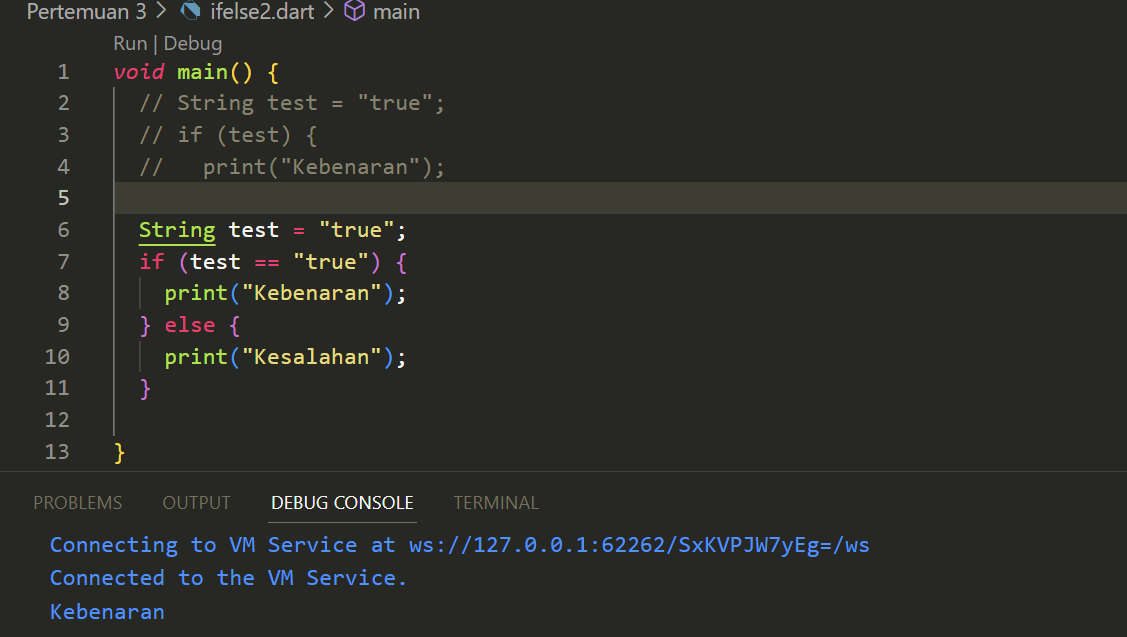 Pertemuan 3 > ifelse2.dart > main
Run | Debug
1 void main() {
2   // String test = "true";
3   // if (test) {
4   //   print("Kebenaran");
5
6   String test = "true";
7   if (test == "true") {
8     print("Kebenaran");
9   } else {
10     print("Kesalahan");
11   }
12
13 }
PROBLEMS OUTPUT DEBUG CONSOLE TERMINAL
Connecting to VM Service at ws://127.0.0.1:62262/SxKVPJW7yEg=/ws
Connected to the VM Service.
Kebenaran